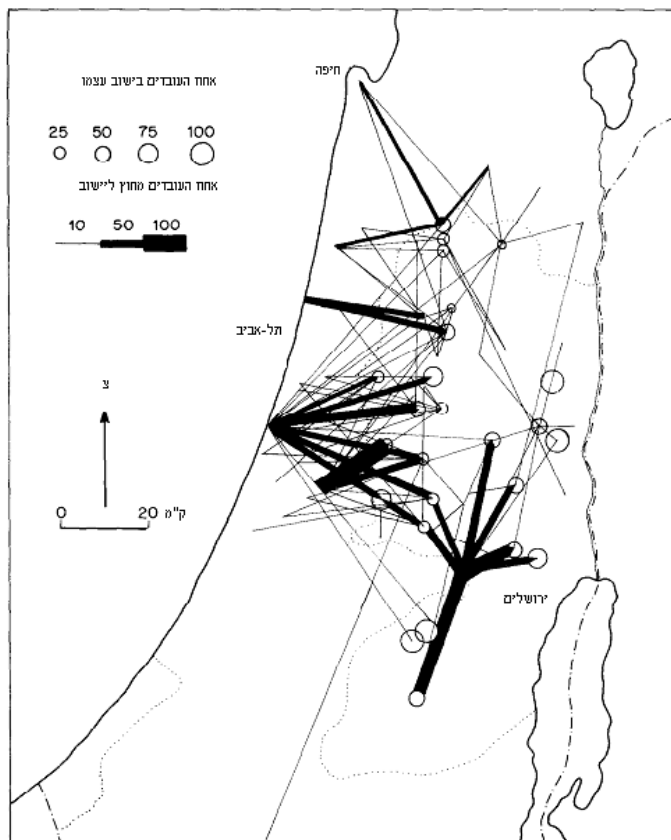 חיפה
אחוז העובדים בישוב עצמו
25 50 75 100
אחוז העובדים מחוץ ליישוב
10 50 100
תל-אביב
צ
0 20 ק"מ
ירושלים